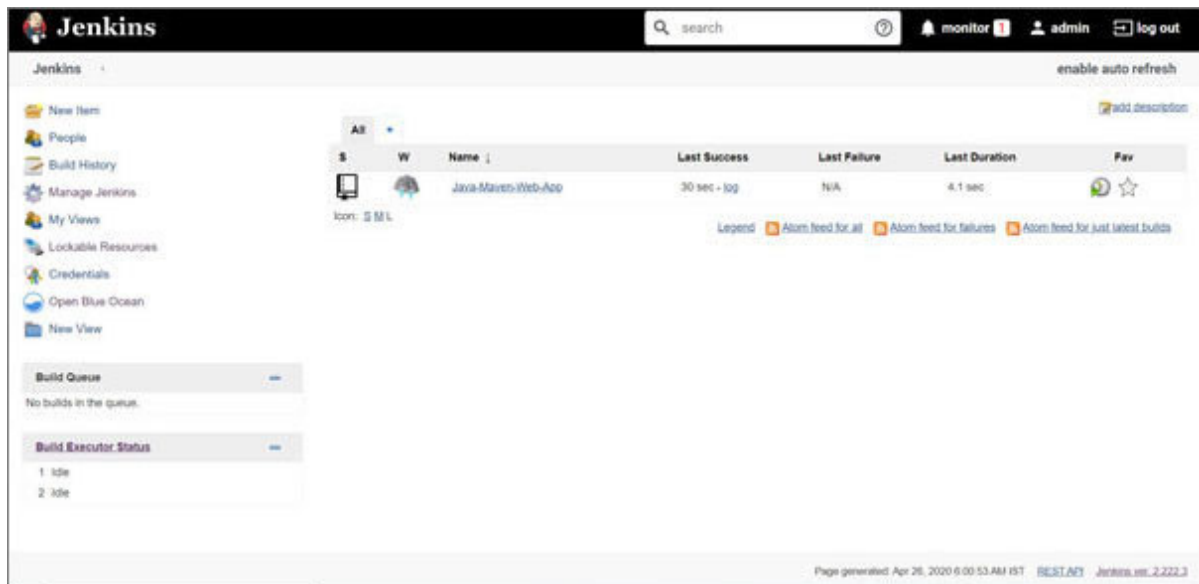 Jenkins
search
monitor 1
admin
log out
Jenkins
enable auto refresh
New Item
People
Build History
Manage Jenkins
My Views
Lockable Resources
Credentials
Open Blue Ocean
New View
add description
All +
S W Name ↓ Last Success Last Failure Last Duration Fav
Java-Maven-Web-App 30 sec - log N/A 4.1 sec
Icon: S M L
Legend Atom feed for all Atom feed for failures Atom feed for just latest builds
Build Queue
No builds in the queue.
Build Executor Status
1 Idle
2 Idle
Page generated: Apr 26, 2020 6:00:53 AM IST REST API Jenkins ver. 2.222.3